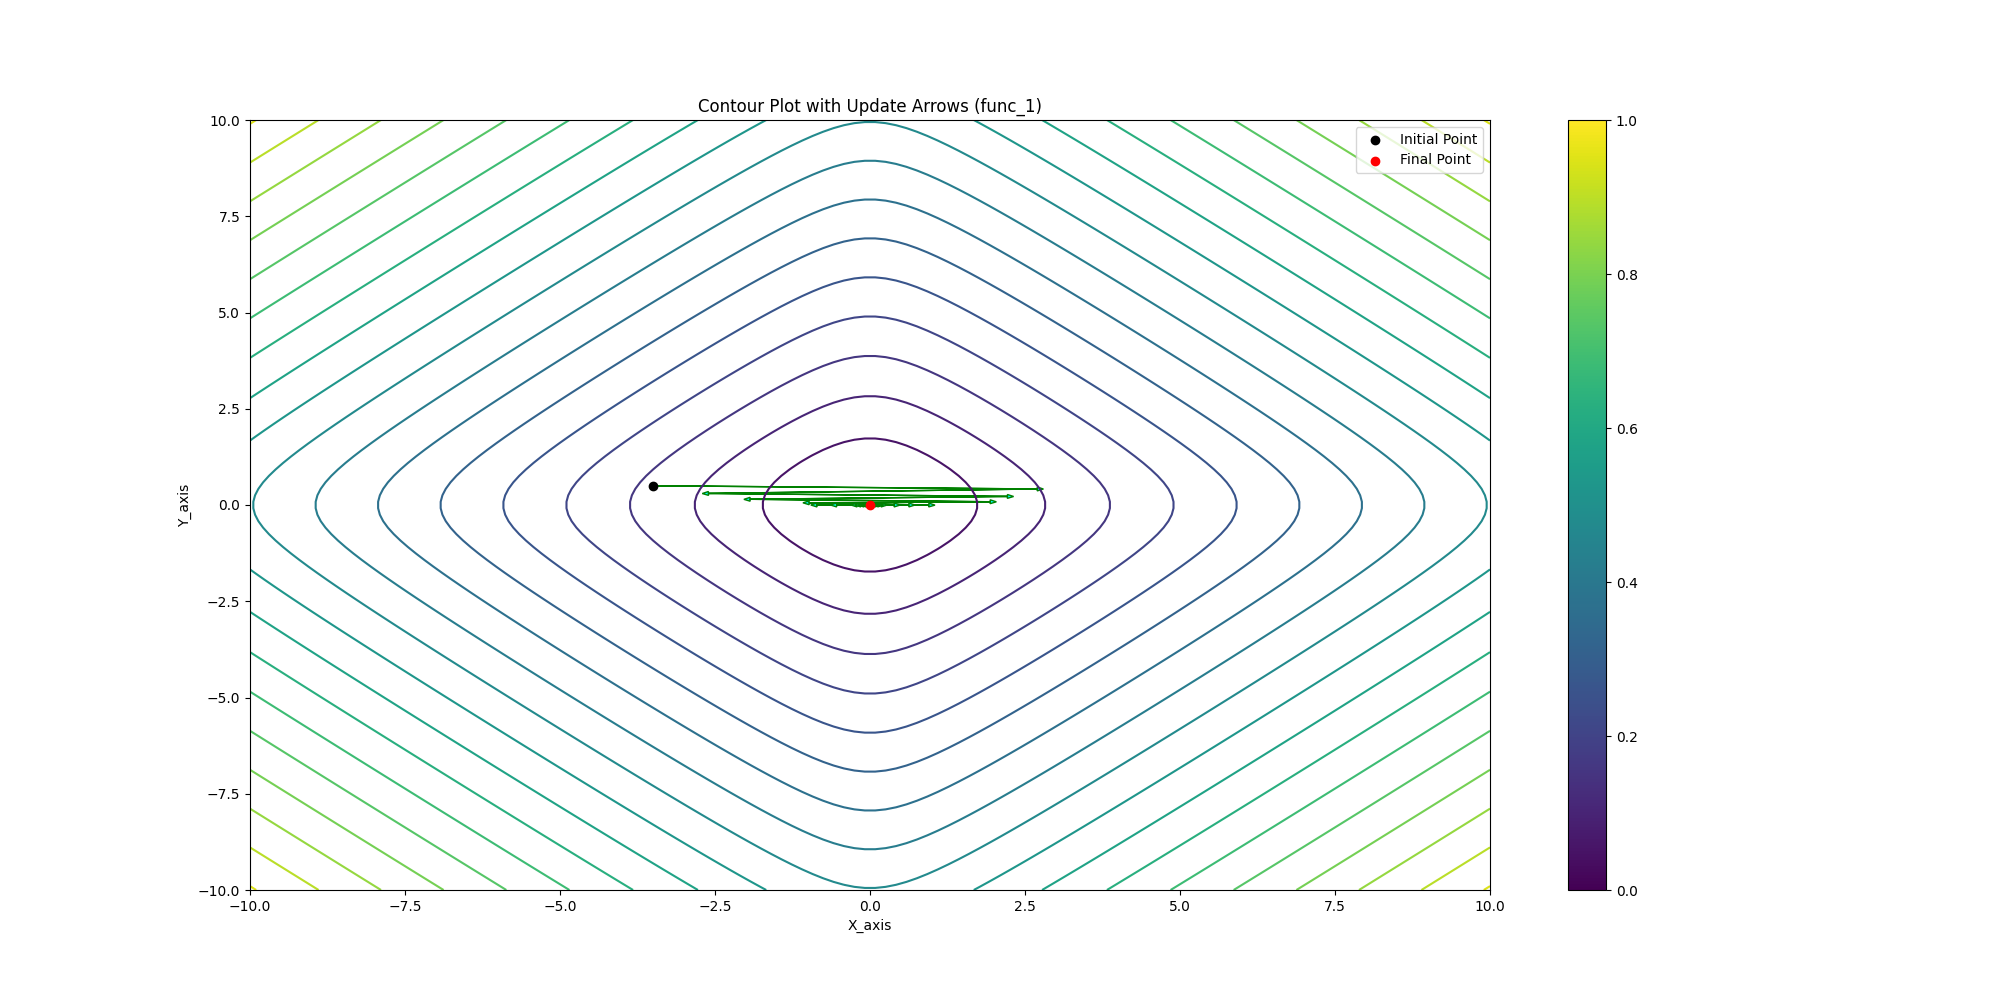 Contour Plot with Update Arrows (func_1)
Initial Point
Final Point
10.0
7.5
5.0
2.5
0.0
−2.5
−5.0
−7.5
−10.0
Y_axis
−10.0 −7.5 −5.0 −2.5 0.0 2.5 5.0 7.5 10.0
X_axis
1.0
0.8
0.6
0.4
0.2
0.0